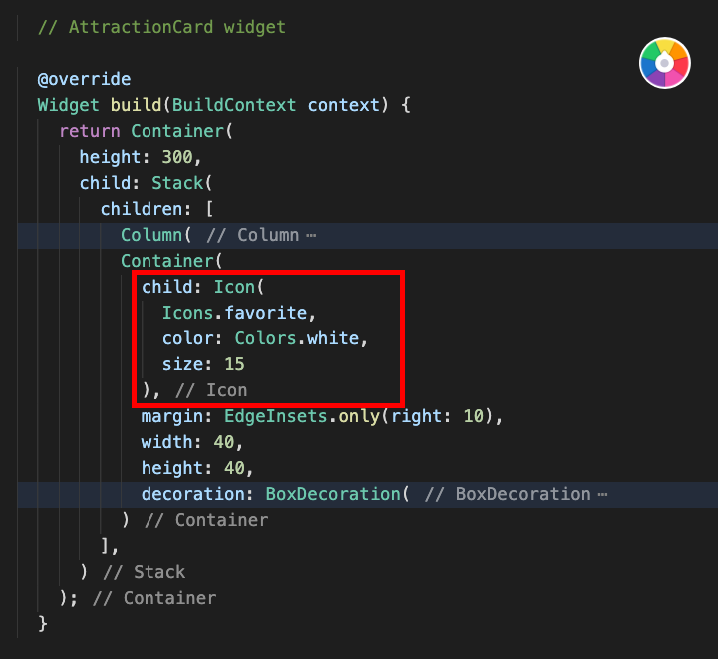 // AttractionCard widget
@override
Widget build(BuildContext context) {
return Container(
height: 300,
child: Stack(
children: [
Column( // Column ⋯
Container(
child: Icon(
Icons.favorite,
color: Colors.white,
size: 15
), // Icon
margin: EdgeInsets.only(right: 10),
width: 40,
height: 40,
decoration: BoxDecoration( // BoxDecoration ⋯
) // Container
],
) // Stack
); // Container
}